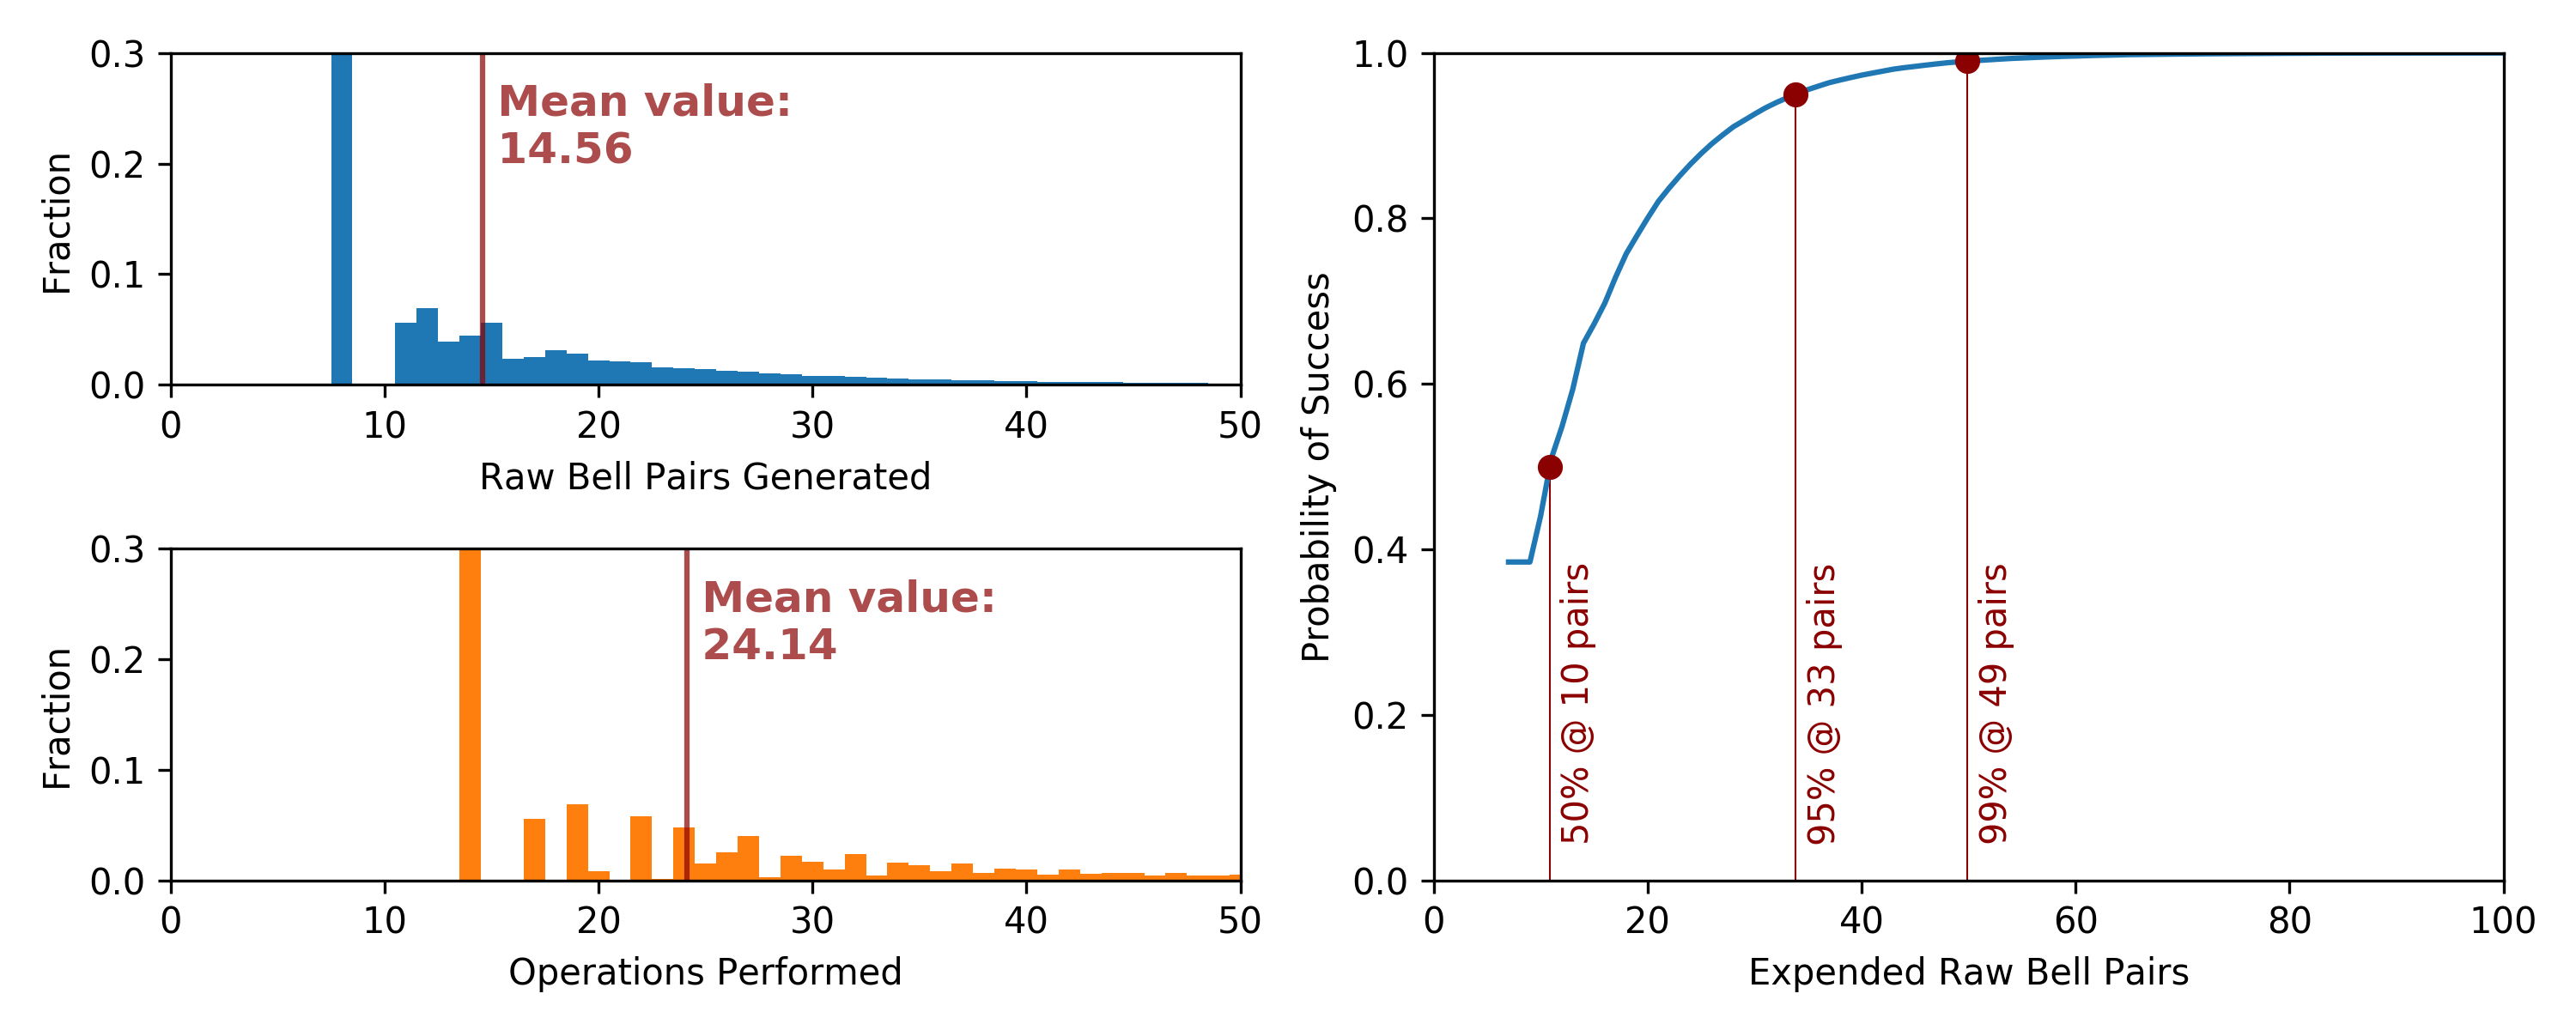 0.3
0.2
0.1
0.0
Fraction
Mean value:
14.56
0 10 20 30 40 50
Raw Bell Pairs Generated
0.3
0.2
0.1
0.0
Fraction
Mean value:
24.14
0 10 20 30 40 50
Operations Performed
1.0
0.8
0.6
0.4
0.2
0.0
Probability of Success
50% @ 10 pairs
95% @ 33 pairs
99% @ 49 pairs
0 20 40 60 80 100
Expended Raw Bell Pairs